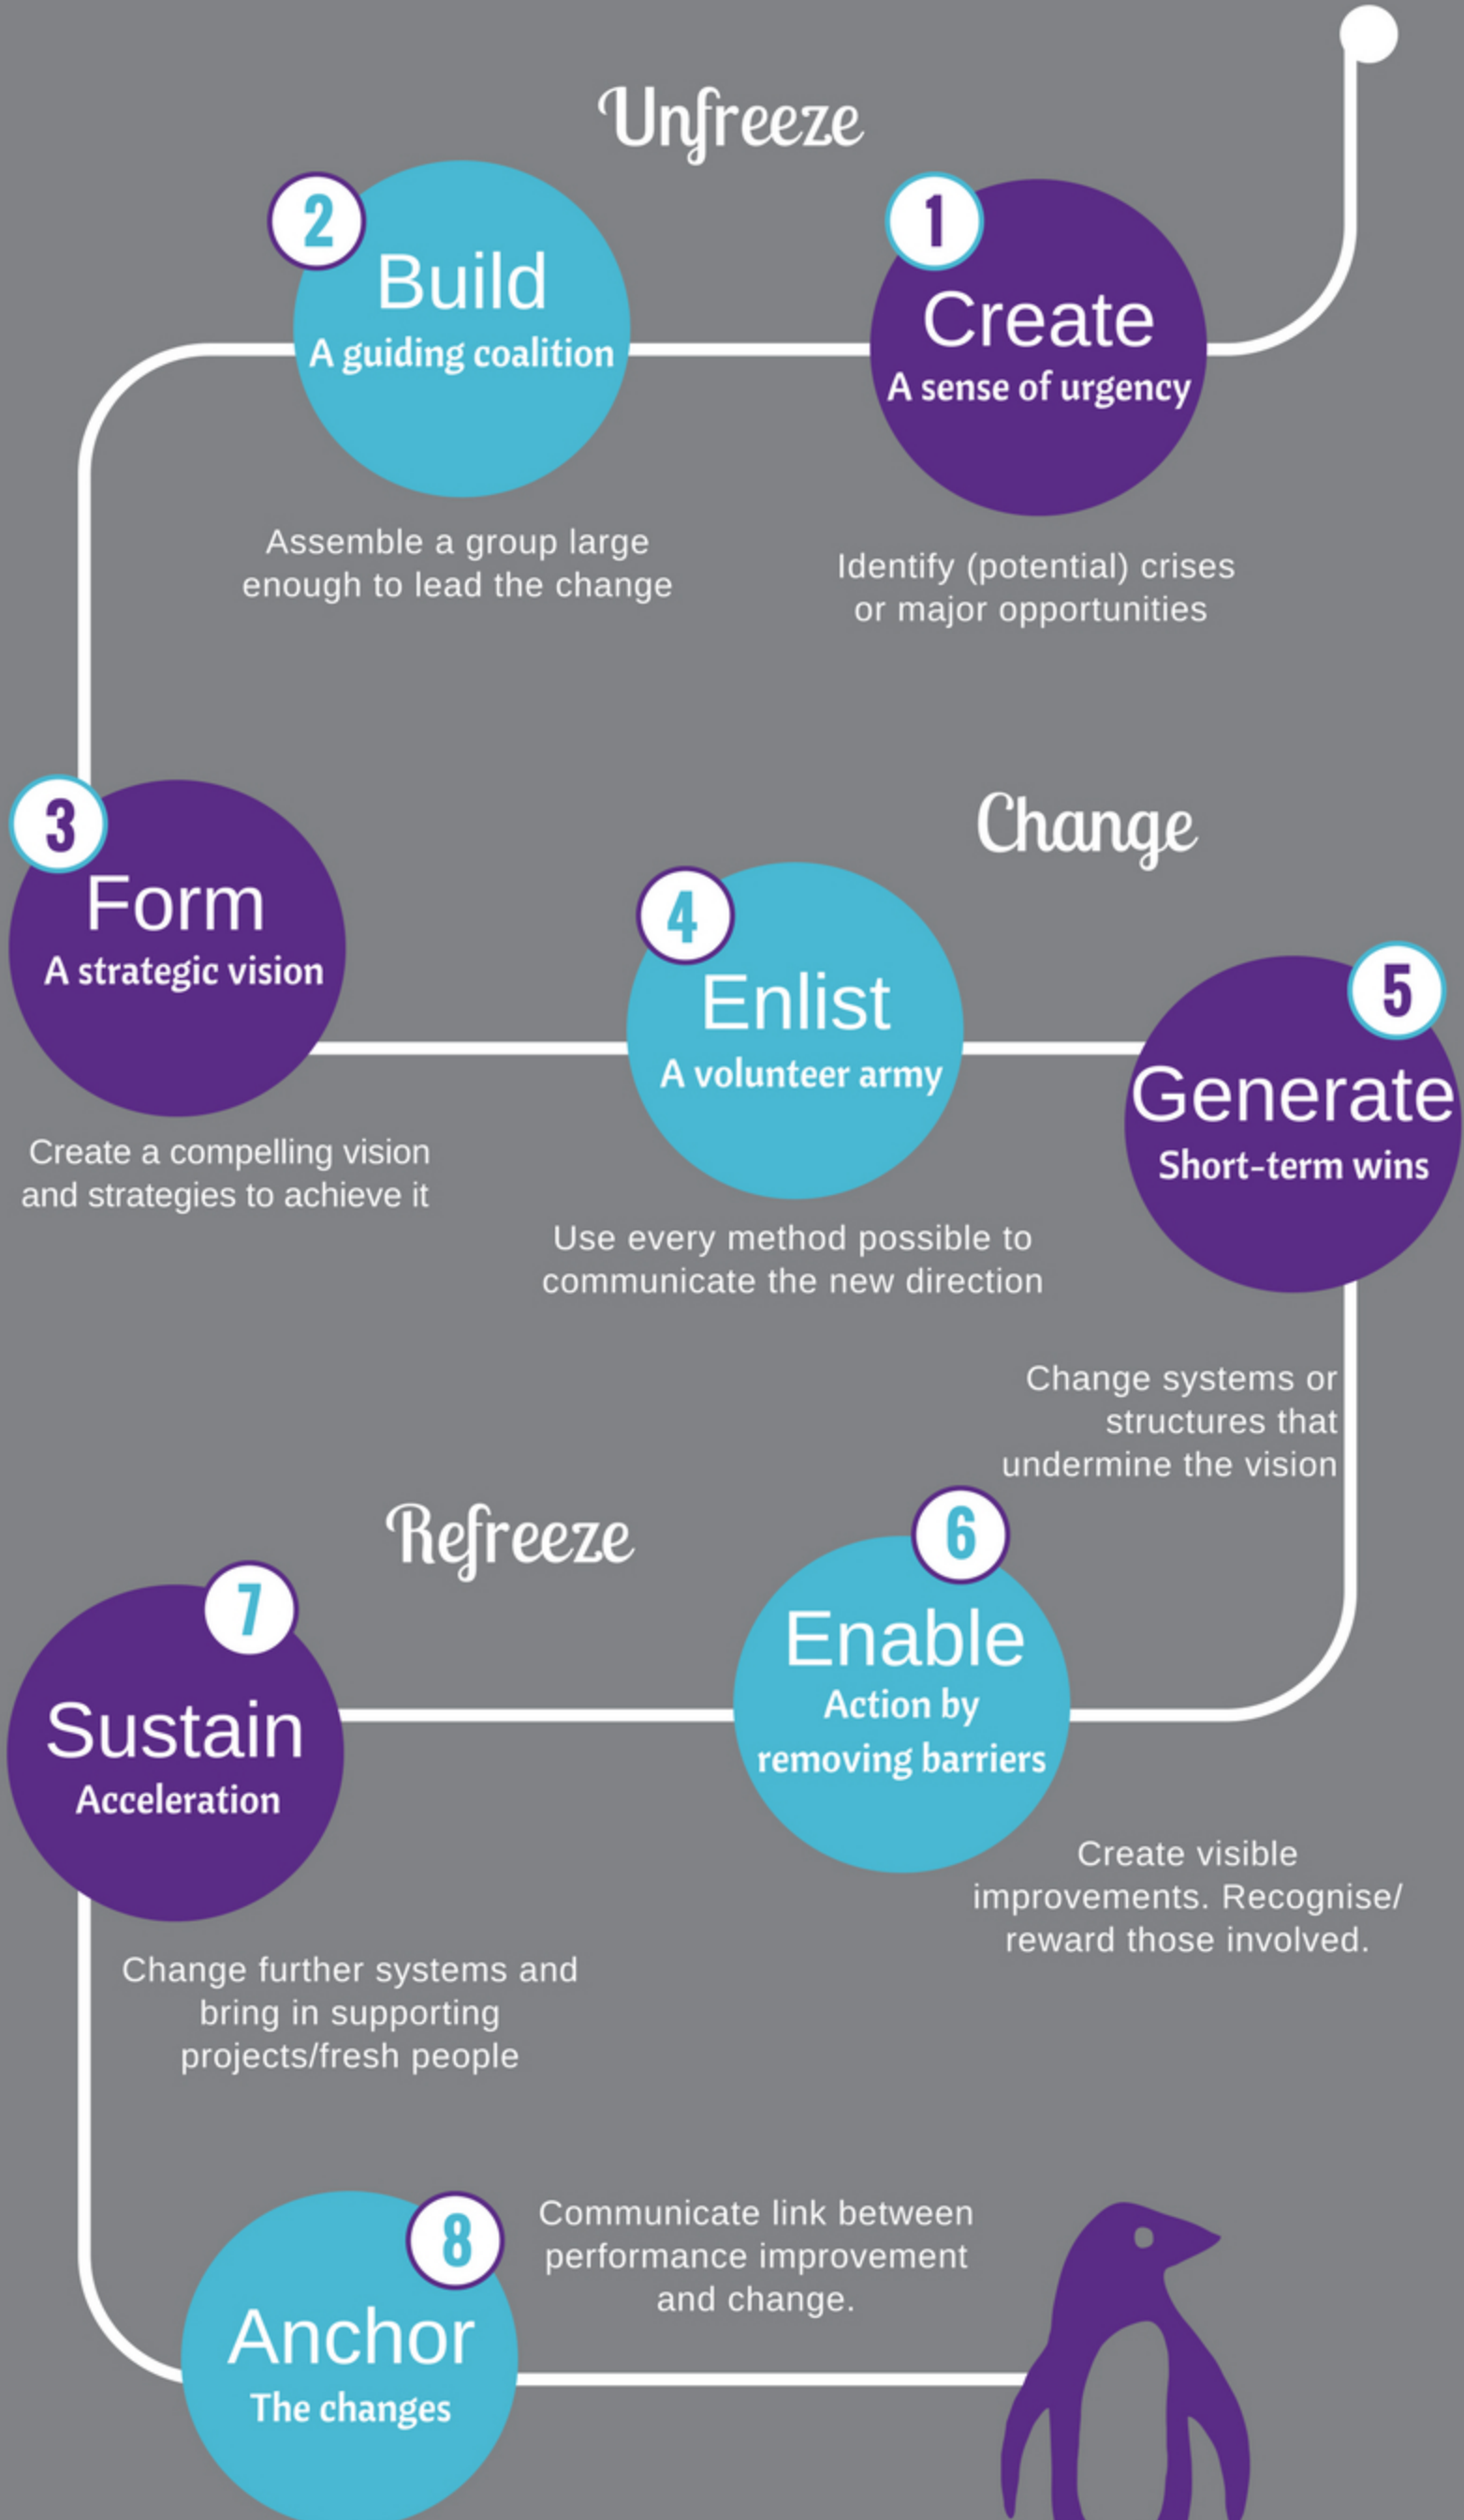 Unfreeze
1
Create
A sense of urgency
Identify (potential) crises
or major opportunities
2
Build
A guiding coalition
Assemble a group large
enough to lead the change
3
Form
A strategic vision
Create a compelling vision
and strategies to achieve it
Change
4
Enlist
A volunteer army
Use every method possible to
communicate the new direction
5
Generate
Short-term wins
Change systems or
structures that
undermine the vision
6
Enable
Action by
removing barriers
Create visible
improvements. Recognise/
reward those involved.
Refreeze
7
Sustain
Acceleration
Change further systems and
bring in supporting
projects/fresh people
8
Anchor
The changes
Communicate link between
performance improvement
and change.